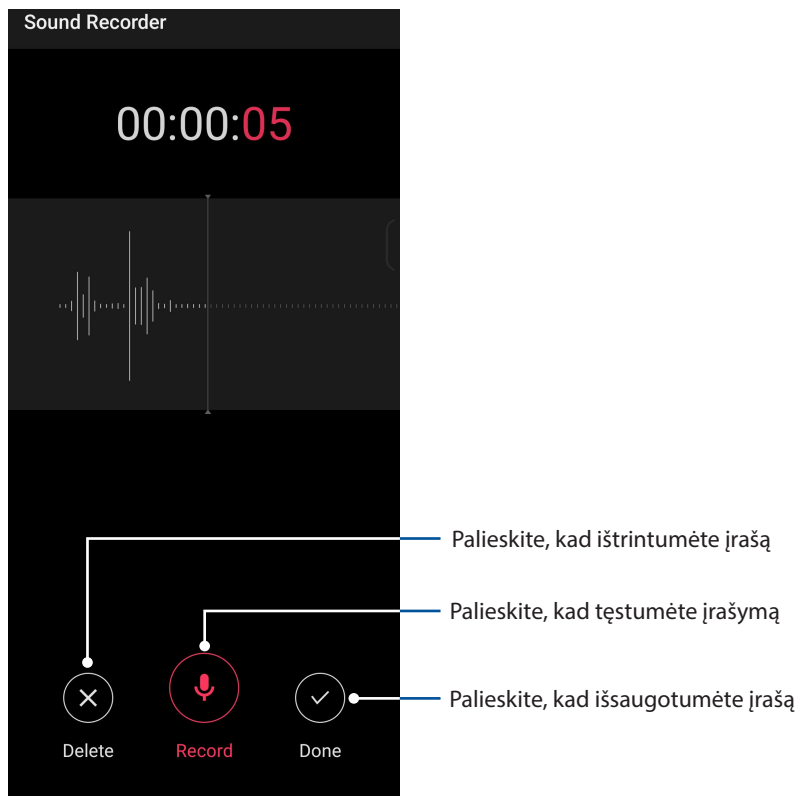 Sound Recorder
00:00:05
Palieskite, kad ištrintumėte įrašą
Palieskite, kad tęstumėte įrašymą
Palieskite, kad išsaugotumėte įrašą
Delete
Record
Done